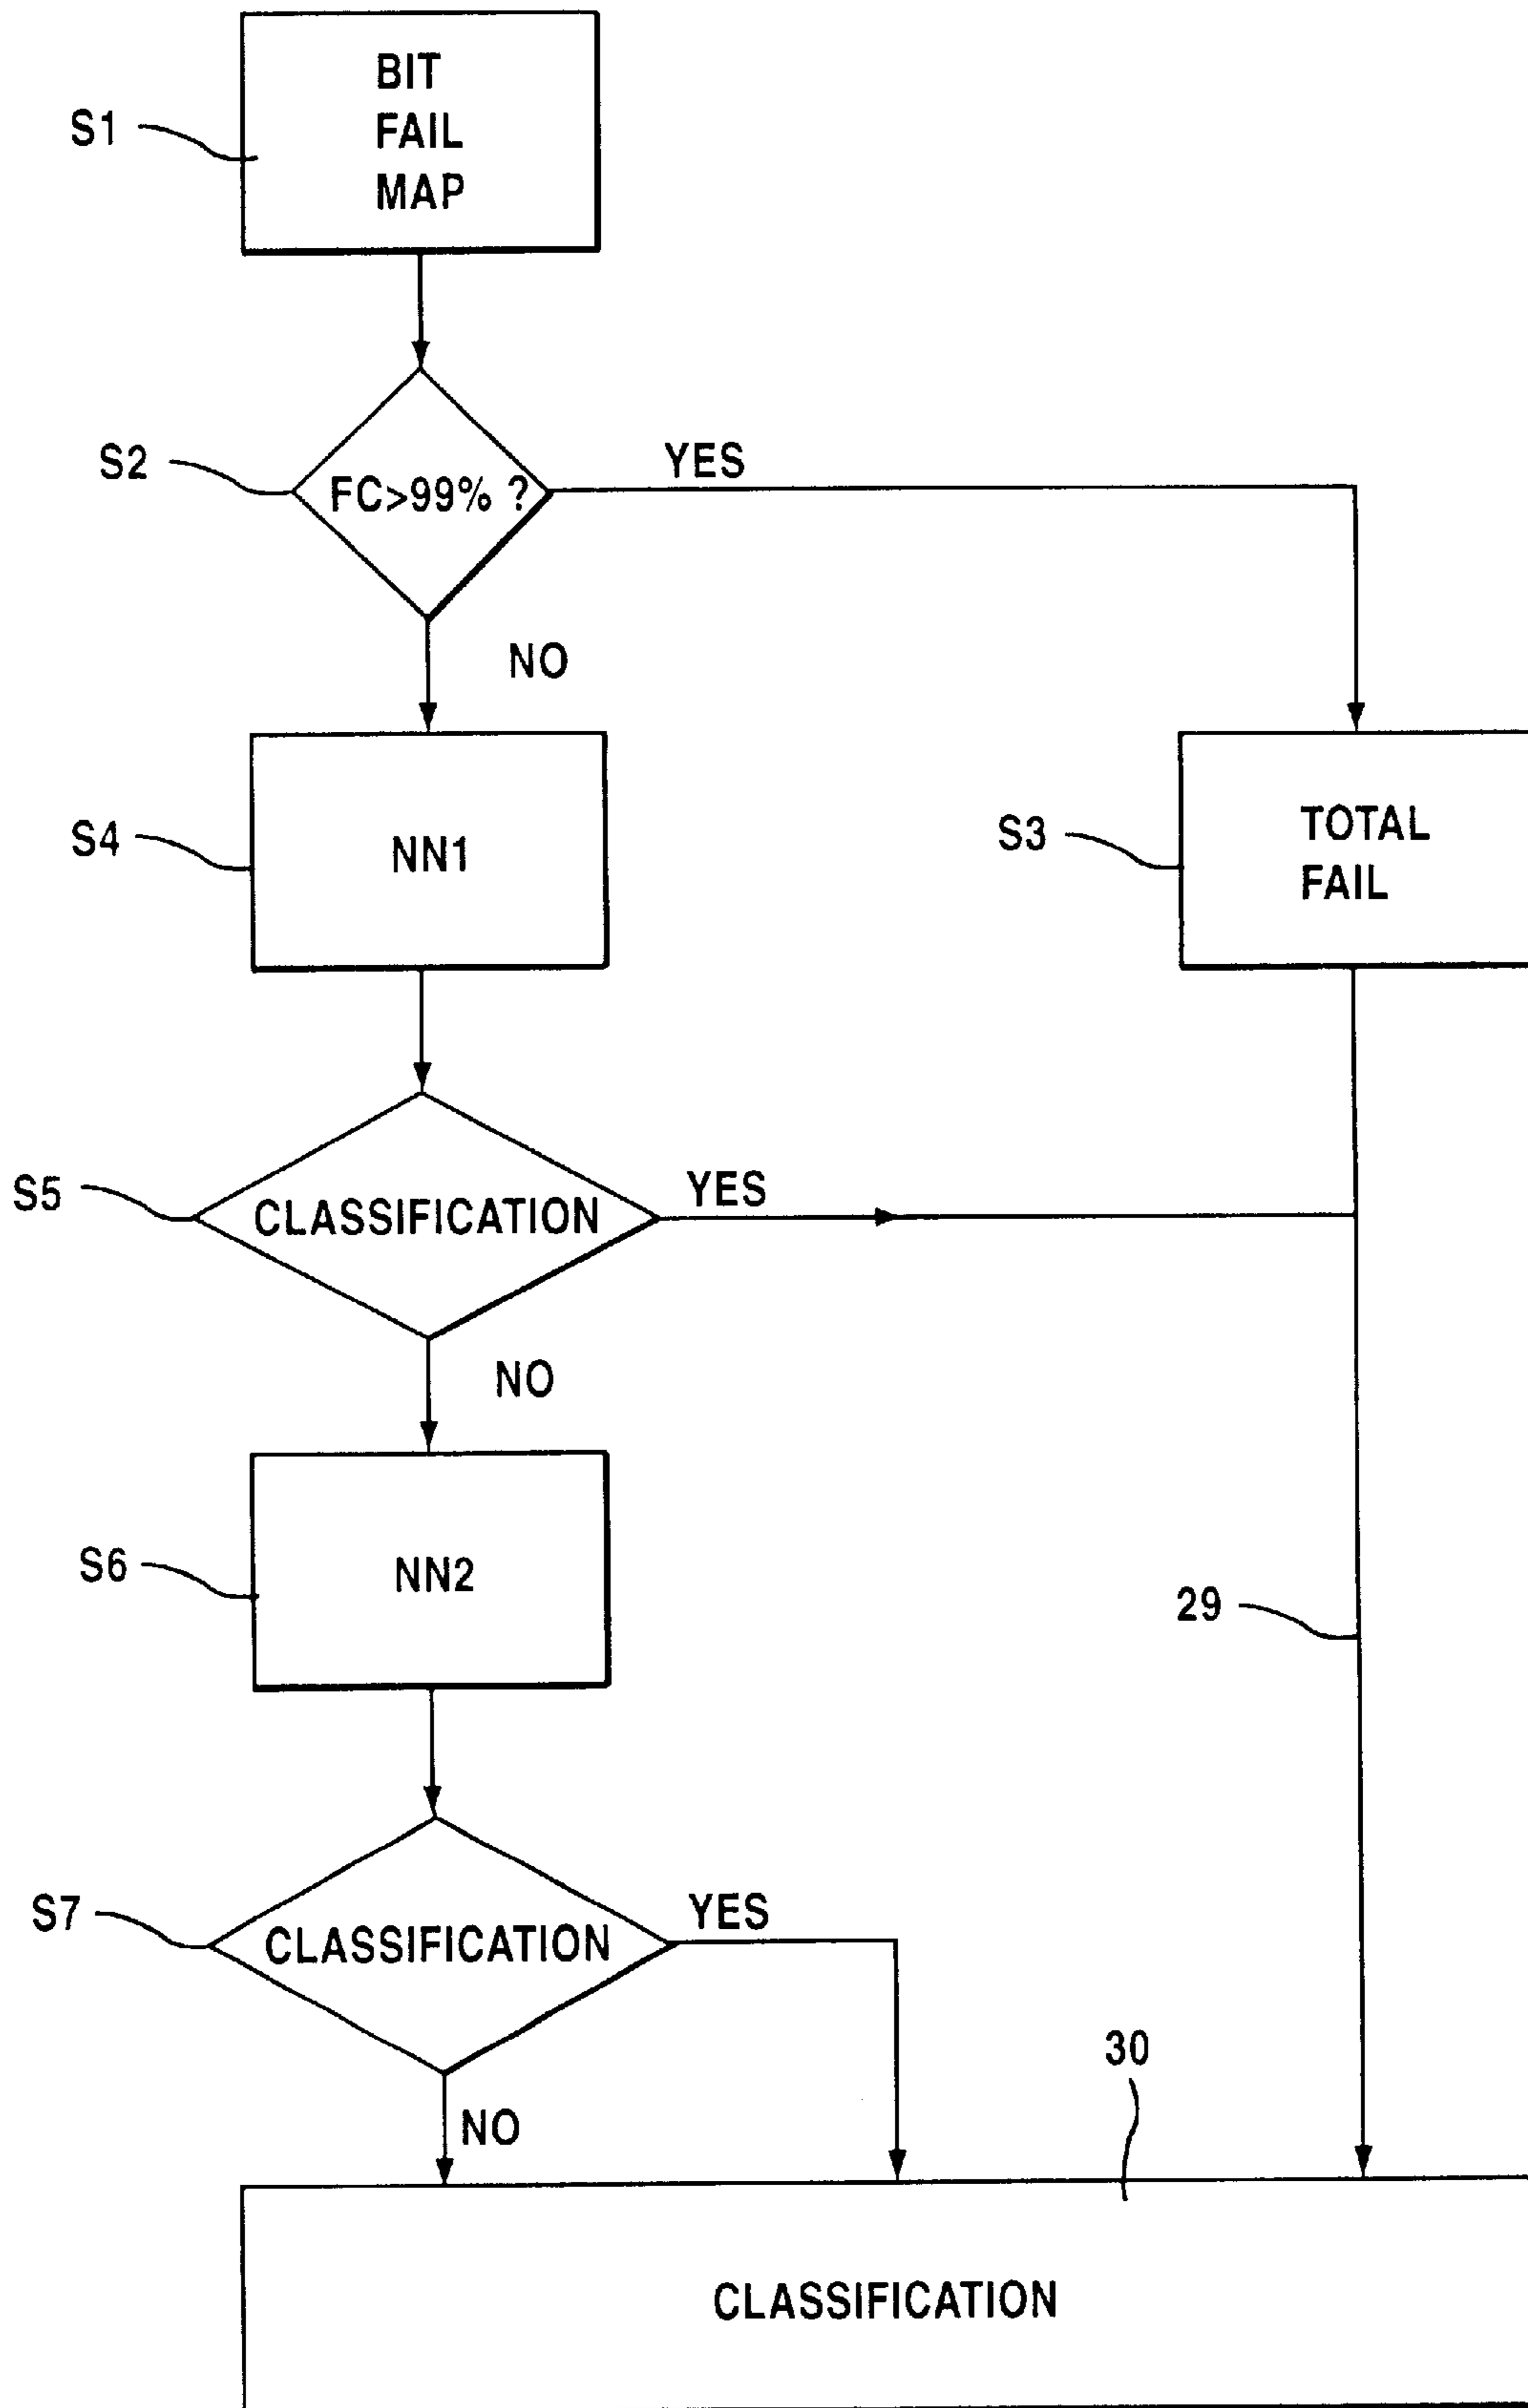 BIT
FAIL
MAP
S1
S2
FC>99% ?
YES
NO
S4
NN1
S3
TOTAL
FAIL
S5
CLASSIFICATION
YES
NO
S6
NN2
29
S7
CLASSIFICATION
YES
30
NO
CLASSIFICATION